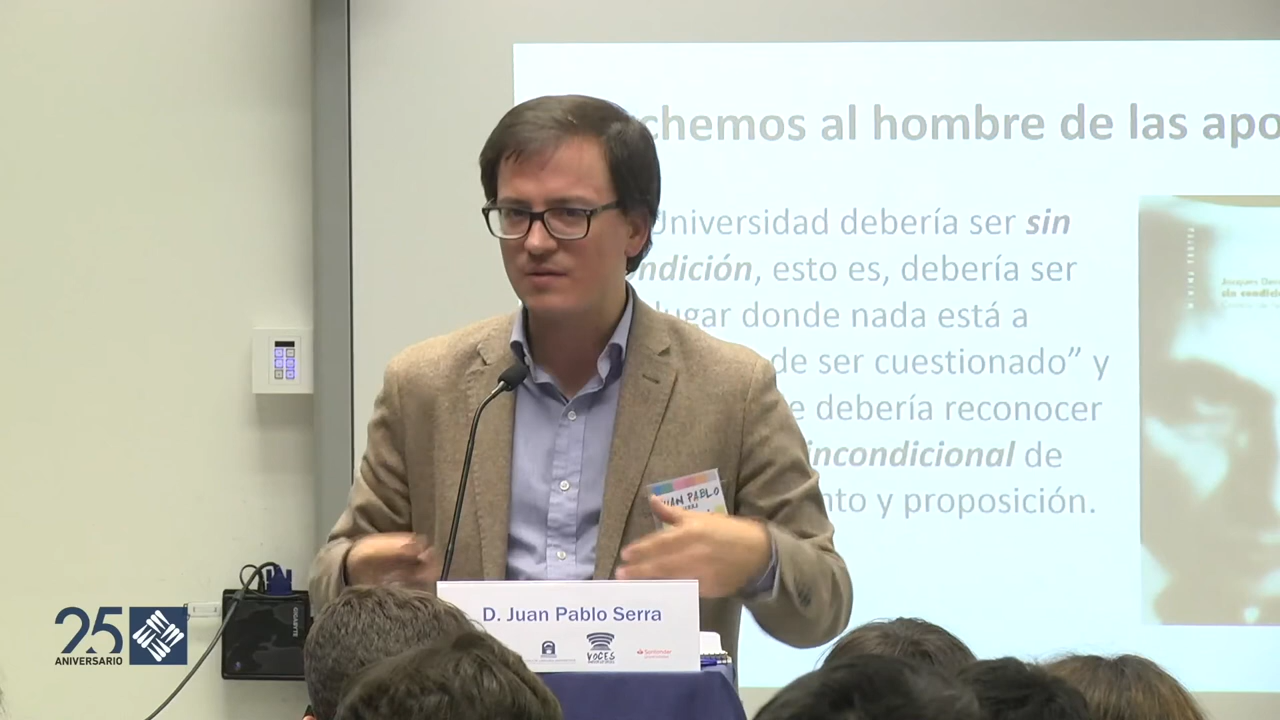 chemos al hombre de las apo
Universidad debería ser sin
ndición, esto es, debería ser
lugar donde nada está a
de ser cuestionado” y
e debería reconocer
incondicional de
nto y proposición.
JUAN PABLO
D. Juan Pablo Serra
VOCES
Santander
GIGABYTE
25
ANIVERSARIO